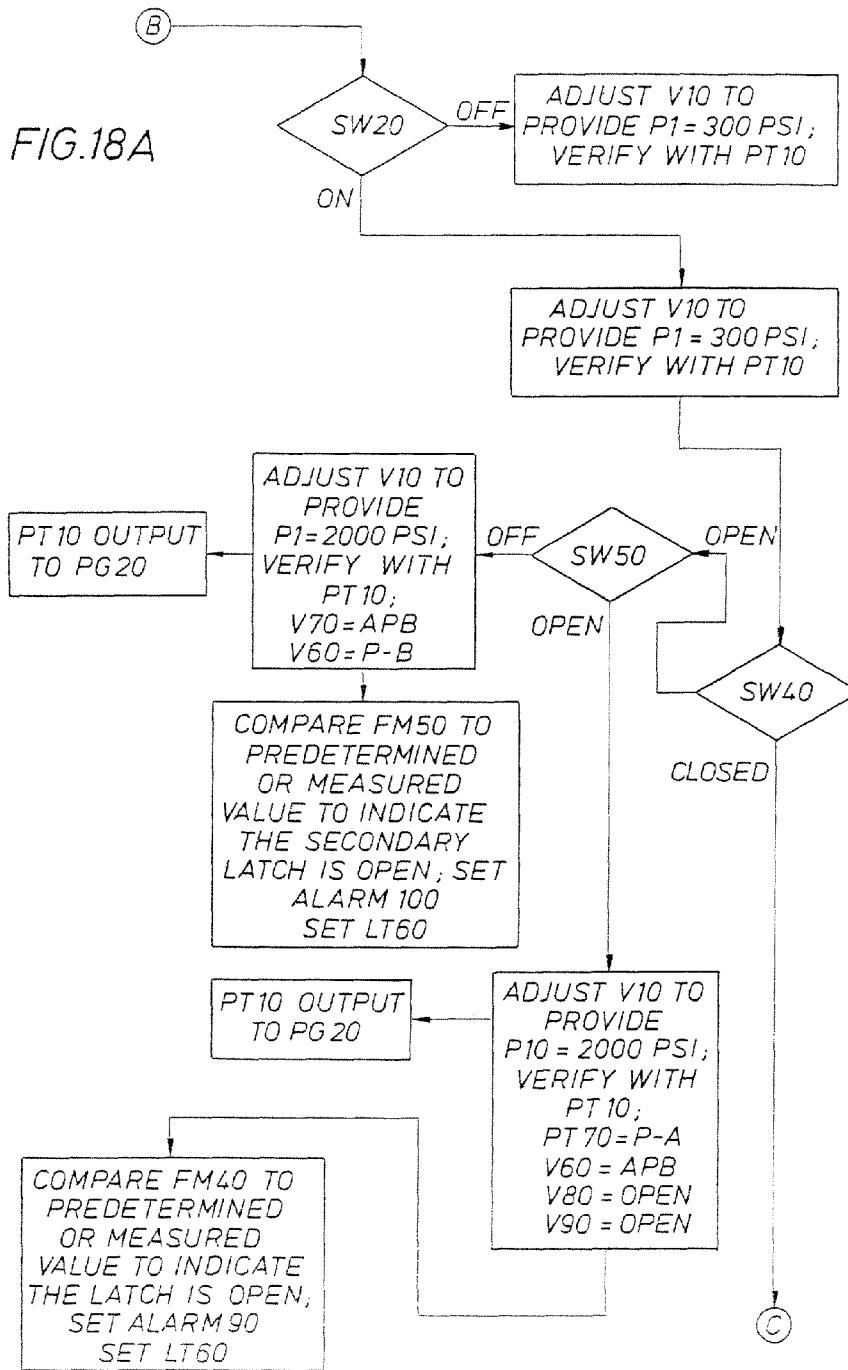 B
FIG.18A
SW20
OFF
ADJUST V10 TO
PROVIDE P1=300 PSI;
VERIFY WITH PT10
ON
ADJUST V10 TO
PROVIDE P1=300 PSI;
VERIFY WITH PT10
PT10 OUTPUT
TO PG20
ADJUST V10 TO
PROVIDE
P1=2000 PSI;
VERIFY WITH
PT10;
V70=APB
V60=P-B
OFF
SW50
OPEN
OPEN
SW40
CLOSED
COMPARE FM50 TO
PREDETERMINED
OR MEASURED
VALUE TO INDICATE
THE SECONDARY
LATCH IS OPEN; SET
ALARM 100
SET LT60
PT10 OUTPUT
TO PG20
ADJUST V10 TO
PROVIDE
P10=2000 PSI;
VERIFY WITH
PT10;
PT70=P-A
V60=APB
V80=OPEN
V90=OPEN
COMPARE FM40 TO
PREDETERMINED
OR MEASURED
VALUE TO INDICATE
THE LATCH IS OPEN;
SET ALARM 90
SET LT60
C